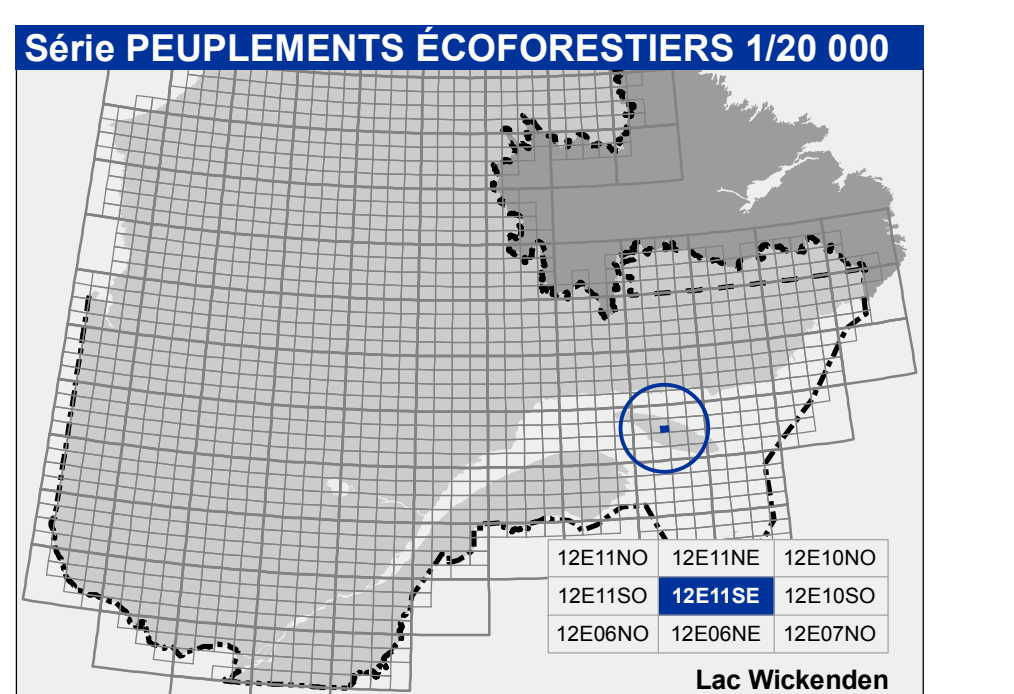 Série PEUPLEMENTS ÉCOFORESTIERS 1/20 000
12E11NO 12E11NE 12E10NO
12E11SO 12E11SE 12E10SO
12E06NO 12E06NE 12E07NO
Lac Wickenden